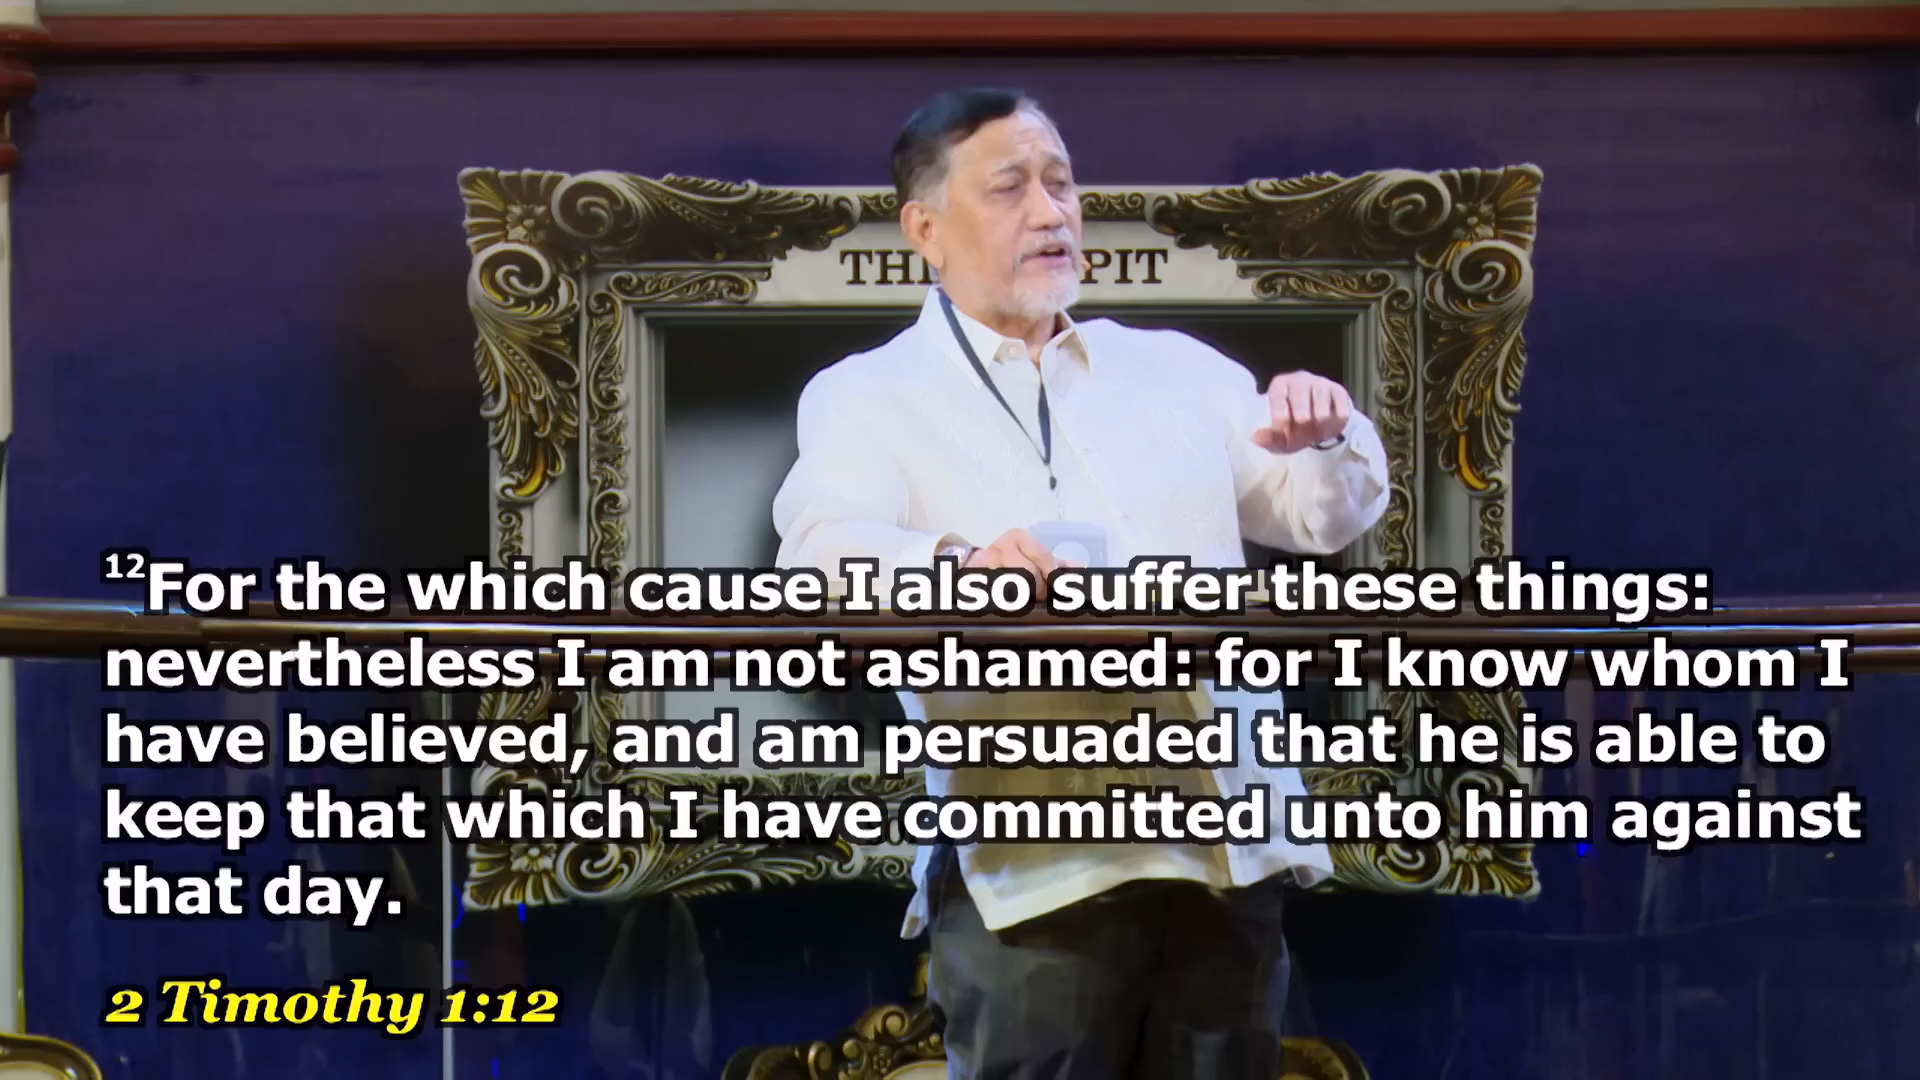 THE PIT
12For the which cause I also suffer these things:
nevertheless I am not ashamed: for I know whom I
have believed, and am persuaded that he is able to
keep that which I have committed unto him against
that day.
2 Timothy 1:12